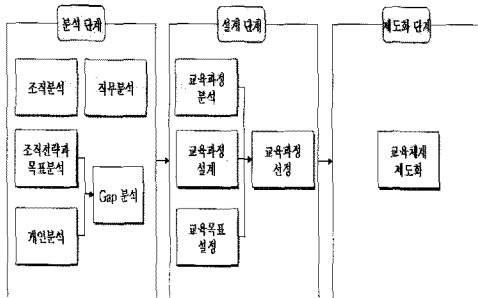 분석 단계
설계 단계
제도화 단계
조직분석
직무분석
조직전략과
목표분석
Gap 분석
개인분석
교육과정
분석
교육과정
설계
교육과정
선정
교육목표
설정
교육체계
제도화